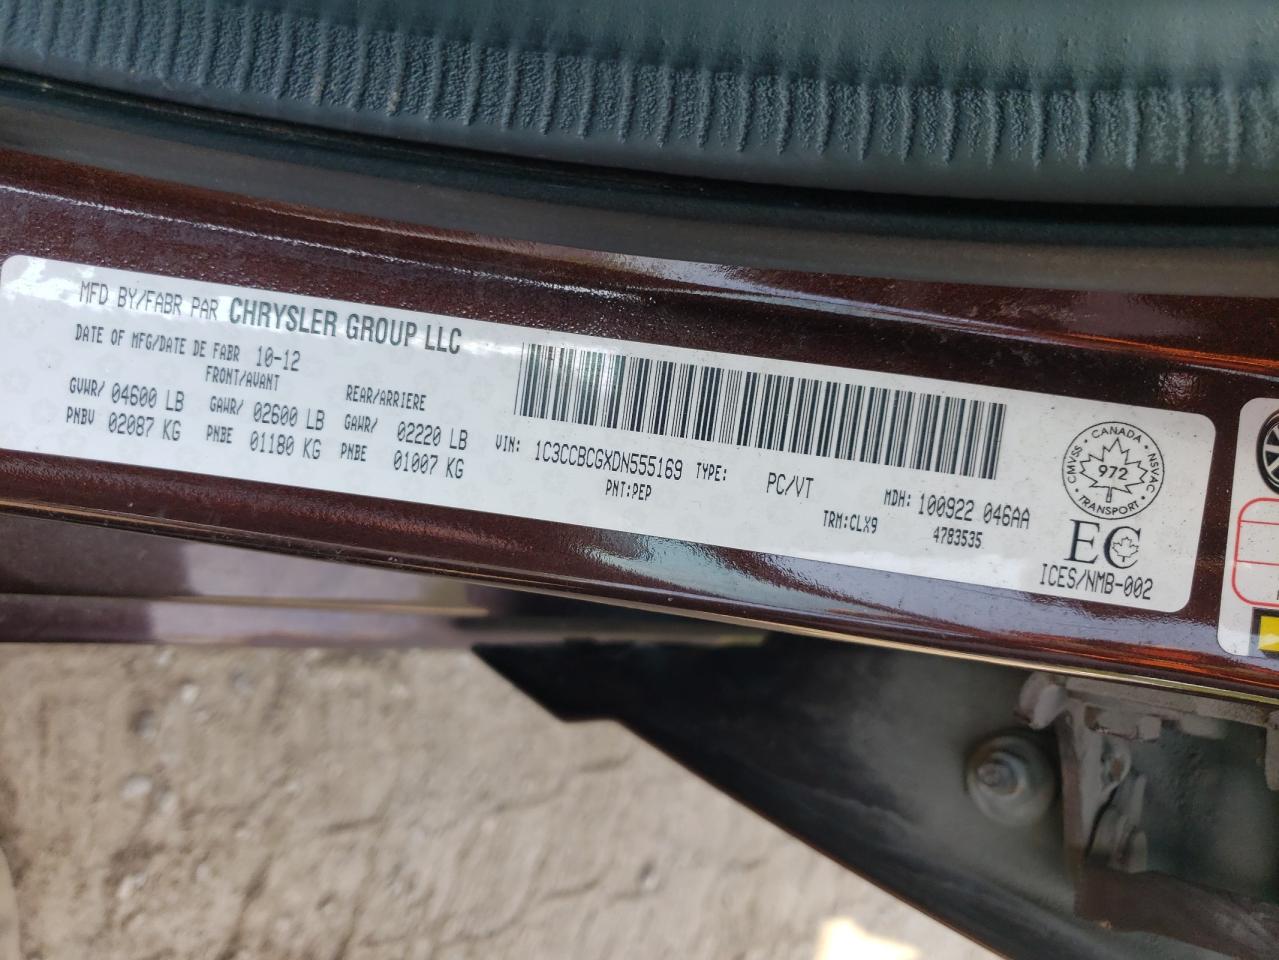 MFD BY/FABR PAR CHRYSLER GROUP LLC
DATE OF MFG/DATE DE FABR 10-12
FRONT/AVANT REAR/ARRIERE
GVWR/ 04600 LB GAWR/ 02600 LB GAWR/ 02220 LB
PNBV 02087 KG PNBE 01180 KG PNBE 01007 KG
VIN: 1C3CCBCGXDN555169 TYPE: PC/VT MDH: 100922 046AA
PNT:PEP TRM:CLX9 4783535
CANADA
CMVSS NSVAC
972
TRANSPORT
EC
ICES/NMB-002